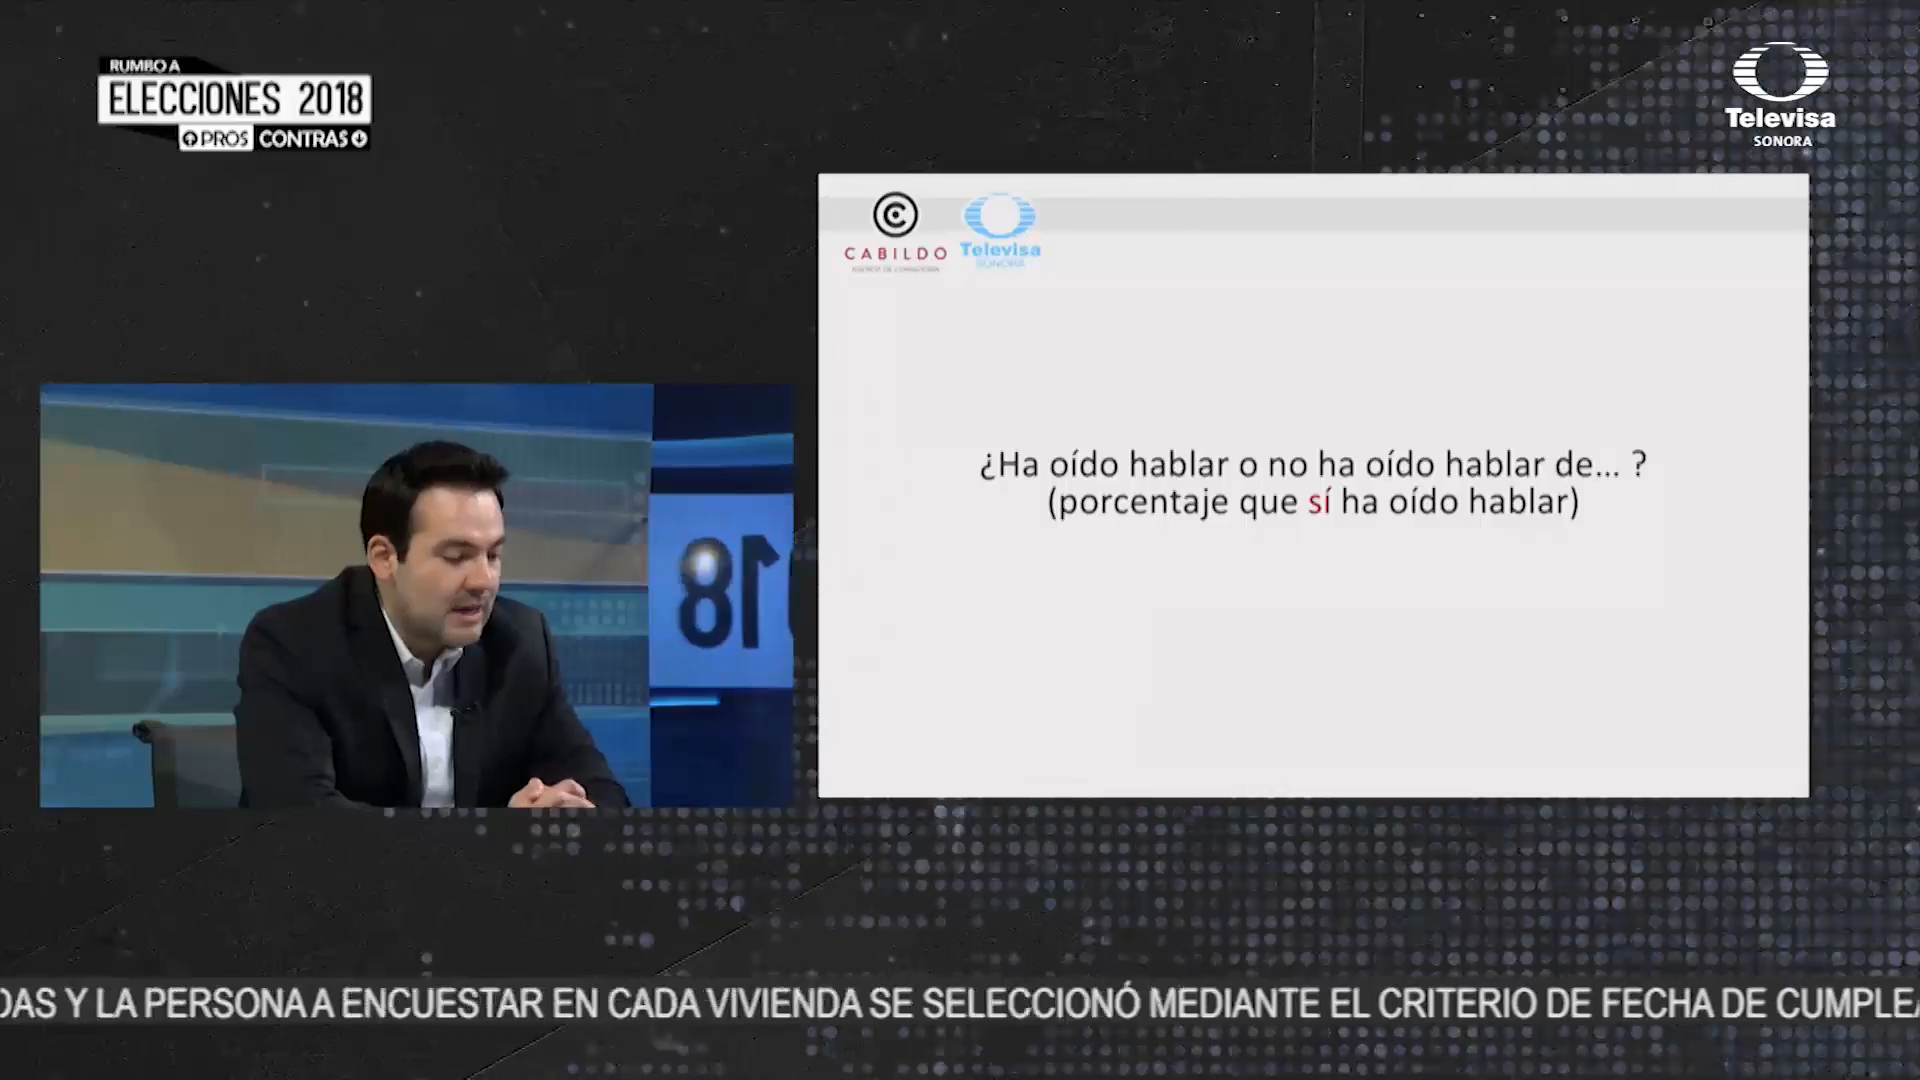 RUMBO A
ELECCIONES 2018
PROS CONTRAS
Televisa
SONORA
CABILDO
Televisa
SONORA
¿Ha oído hablar o no ha oído hablar de... ?
(porcentaje que sí ha oído hablar)
18
DAS Y LA PERSONA A ENCUESTAR EN CADA VIVIENDA SE SELECCIONÓ MEDIANTE EL CRITERIO DE FECHA DE CUMPLEA